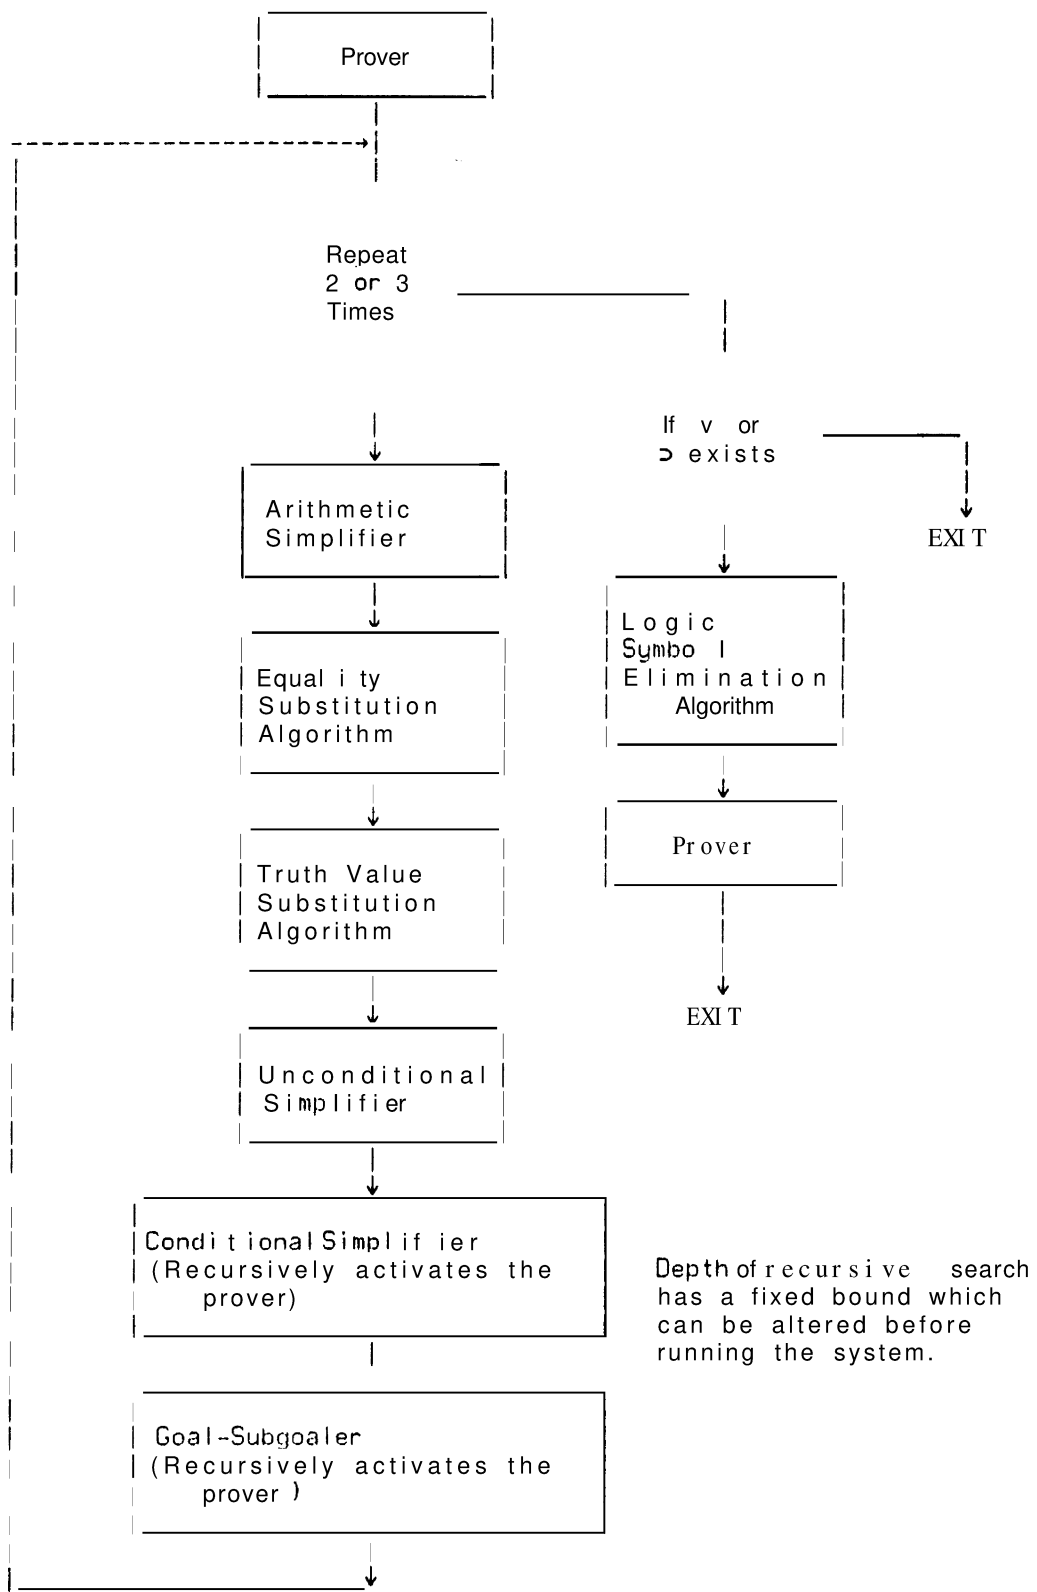 Prover
Repeat
2 or 3
Times
If v or
⊃ exists
EXIT
Arithmetic
Simplifier
Logic
Symbol
Elimination
Algorithm
Equality
Substitution
Algorithm
Prover
Truth Value
Substitution
Algorithm
EXIT
Unconditional
Simplifier
Conditional Simplifier
(Recursively activates the
prover)
Depth of recursive search
has a fixed bound which
can be altered before
running the system.
Goal-Subgoaler
(Recursively activates the
prover)